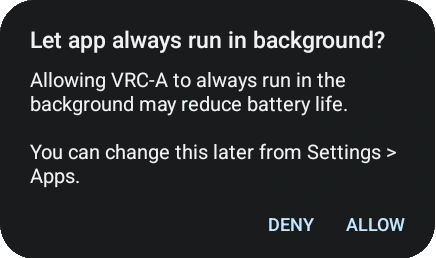 Let app always run in background?
Allowing VRC-A to always run in the
background may reduce battery life.
You can change this later from Settings >
Apps.
DENY ALLOW